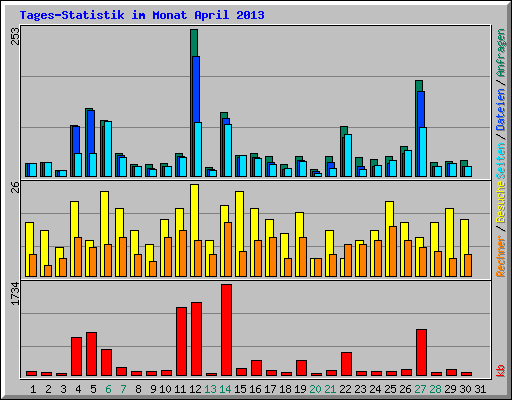 Tages-Statistik im Monat April 2013
253
26
1734
Rechner / Besuche Seiten / Dateien / Anfragen
kb
1 2 3 4 5 6 7 8 9 10 11 12 13 14 15 16 17 18 19 20 21 22 23 24 25 26 27 28 29 30 31